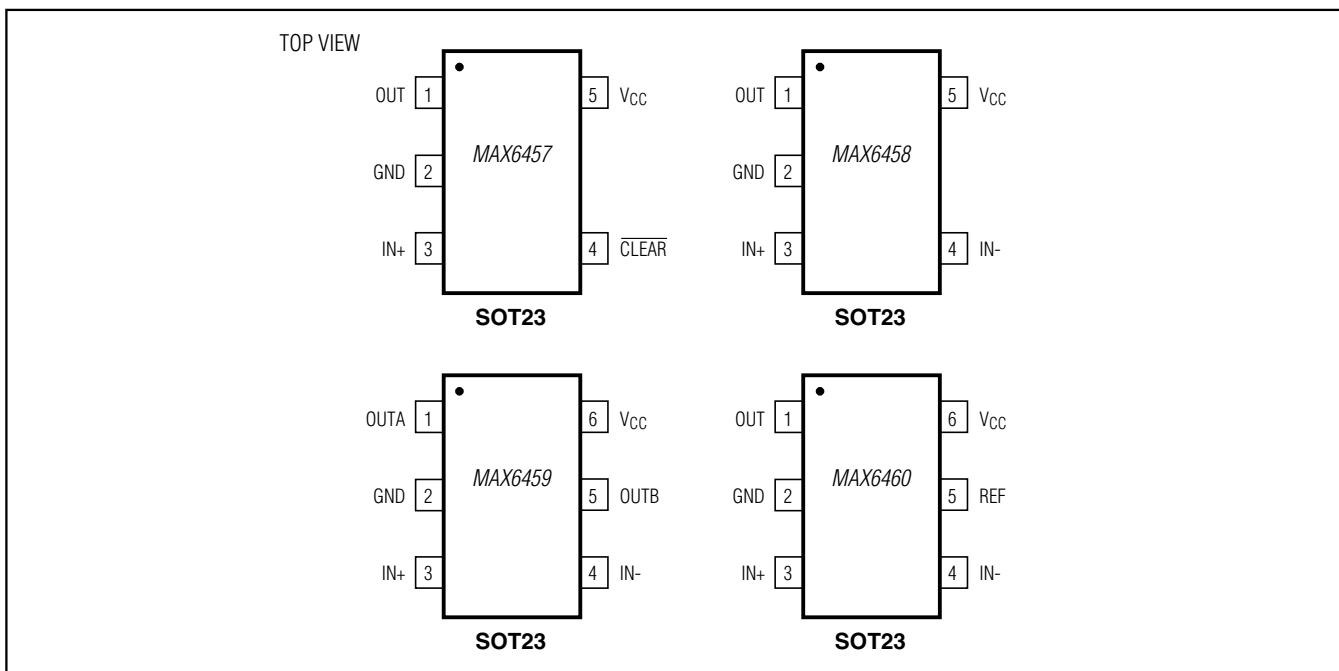 TOP VIEW
OUT 1 5 VCC
MAX6457
GND 2
IN+ 3 4 CLEAR
SOT23
OUT 1 5 VCC
MAX6458
GND 2
IN+ 3 4 IN-
SOT23
OUTA 1 6 VCC
MAX6459
GND 2 5 OUTB
IN+ 3 4 IN-
SOT23
OUT 1 6 VCC
MAX6460
GND 2 5 REF
IN+ 3 4 IN-
SOT23